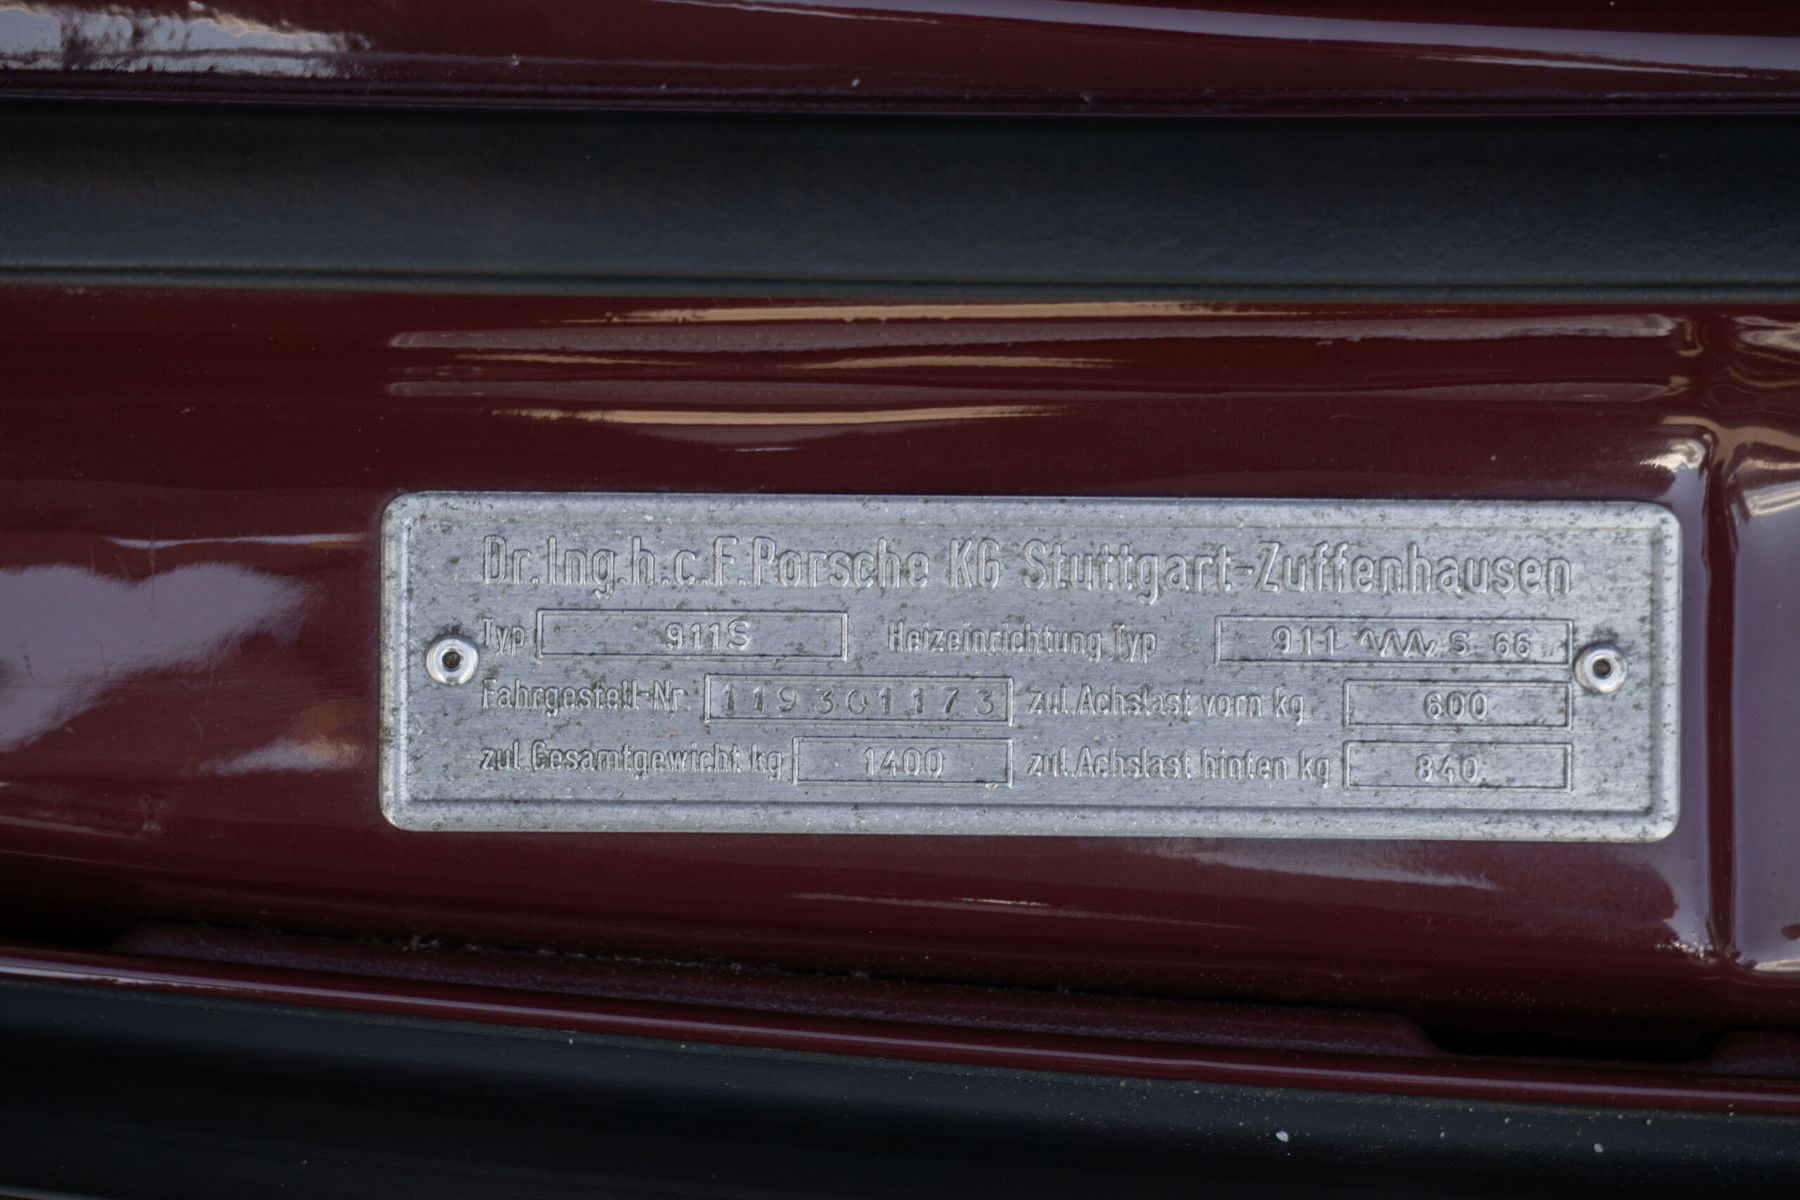 Dr.Ing.h.c.F.Porsche KG Stuttgart-Zuffenhausen
Typ 911S Heizeinrichtung Typ 911 S 66
Fahrgestell-Nr. 119301173 zul.Achslast vorn kg 600
zul.Gesamtgewicht kg 1400 zul.Achslast hinten kg 840